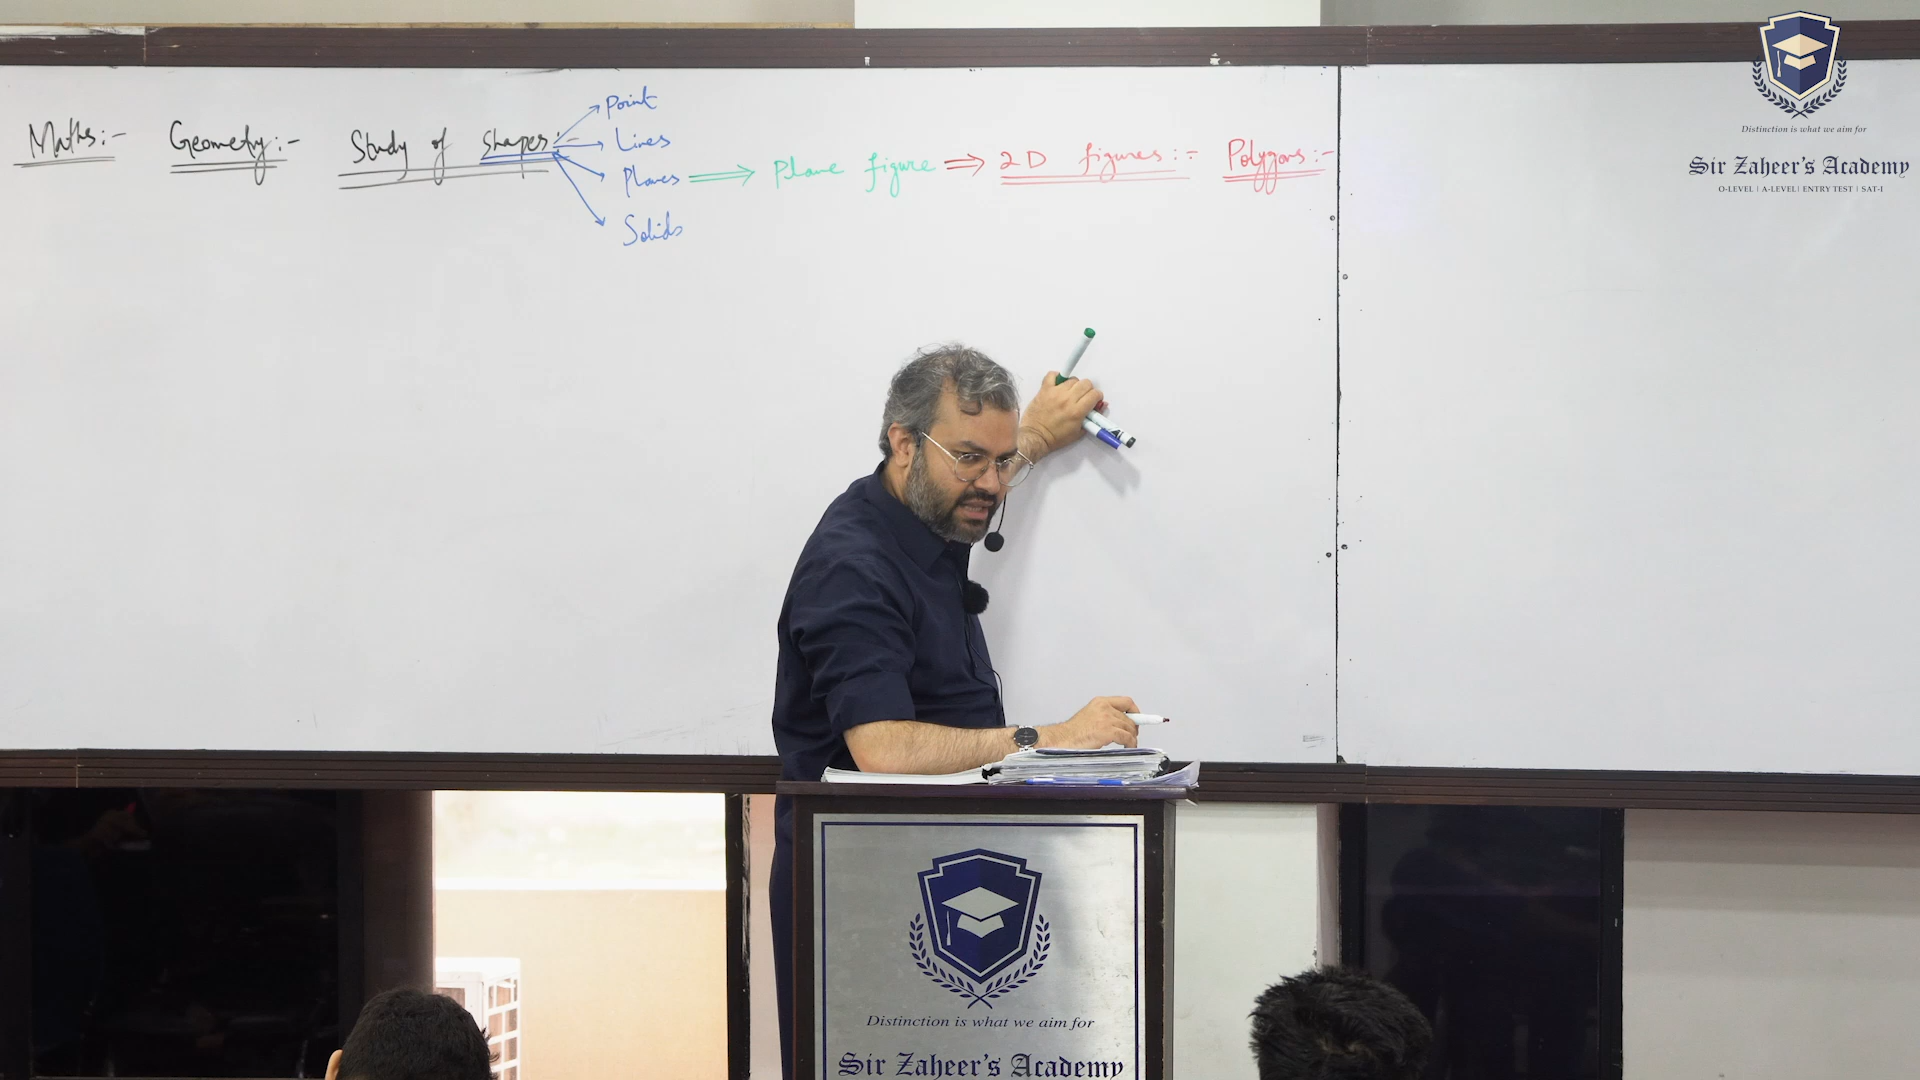 Maths:- Geometry:- Study of shapes:-
Point
Lines
Planes ⇒ Plane figure ⇒ 2D figures:- Polygons:-
Solids
Distinction is what we aim for
Sir Zaheer's Academy
O-LEVEL | A-LEVEL | ENTRY TEST | SAT-I
Distinction is what we aim for
Sir Zaheer's Academy